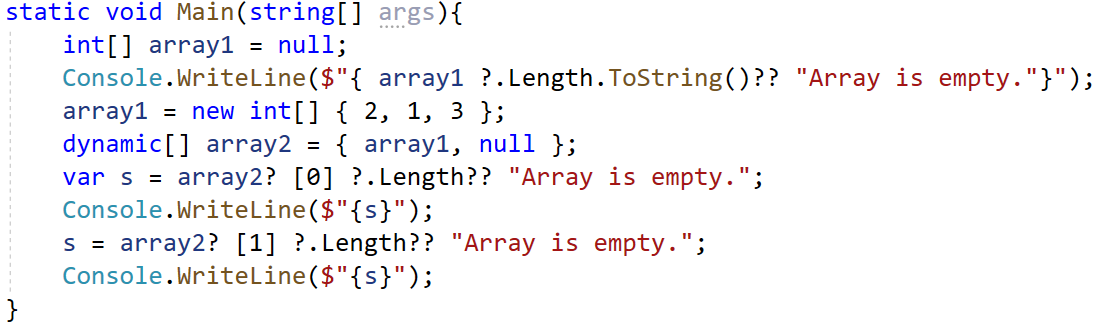 static void Main(string[] args){
    int[] array1 = null;
    Console.WriteLine($"{ array1 ?.Length.ToString()?? "Array is empty."}");
    array1 = new int[] { 2, 1, 3 };
    dynamic[] array2 = { array1, null };
    var s = array2? [0] ?.Length?? "Array is empty.";
    Console.WriteLine($"{s}");
    s = array2? [1] ?.Length?? "Array is empty.";
    Console.WriteLine($"{s}");
}